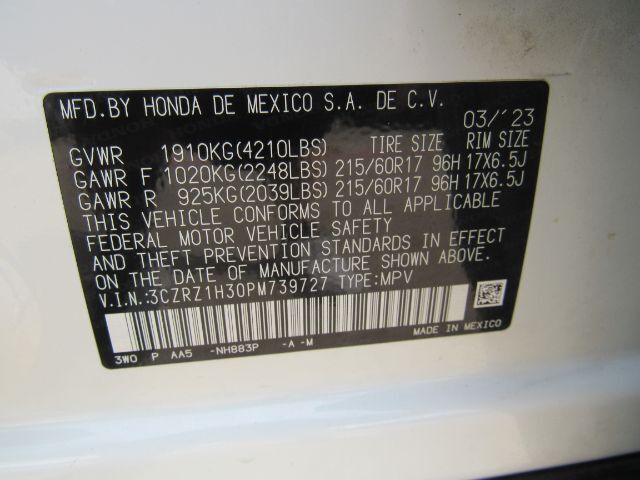 MFD.BY HONDA DE MEXICO S.A. DE C.V. 03/'23
GVWR 1910KG(4210LBS) TIRE SIZE RIM SIZE
GAWR F 1020KG(2248LBS) 215/60R17 96H 17X6.5J
GAWR R 925KG(2039LBS) 215/60R17 96H 17X6.5J
THIS VEHICLE CONFORMS TO ALL APPLICABLE
FEDERAL MOTOR VEHICLE SAFETY
AND THEFT PREVENTION STANDARDS IN EFFECT
ON THE DATE OF MANUFACTURE SHOWN ABOVE.
V.I.N.:3CZRZ1H30PM739727 TYPE:MPV
3W0 P AA5 -NH883P -A -M MADE IN MEXICO